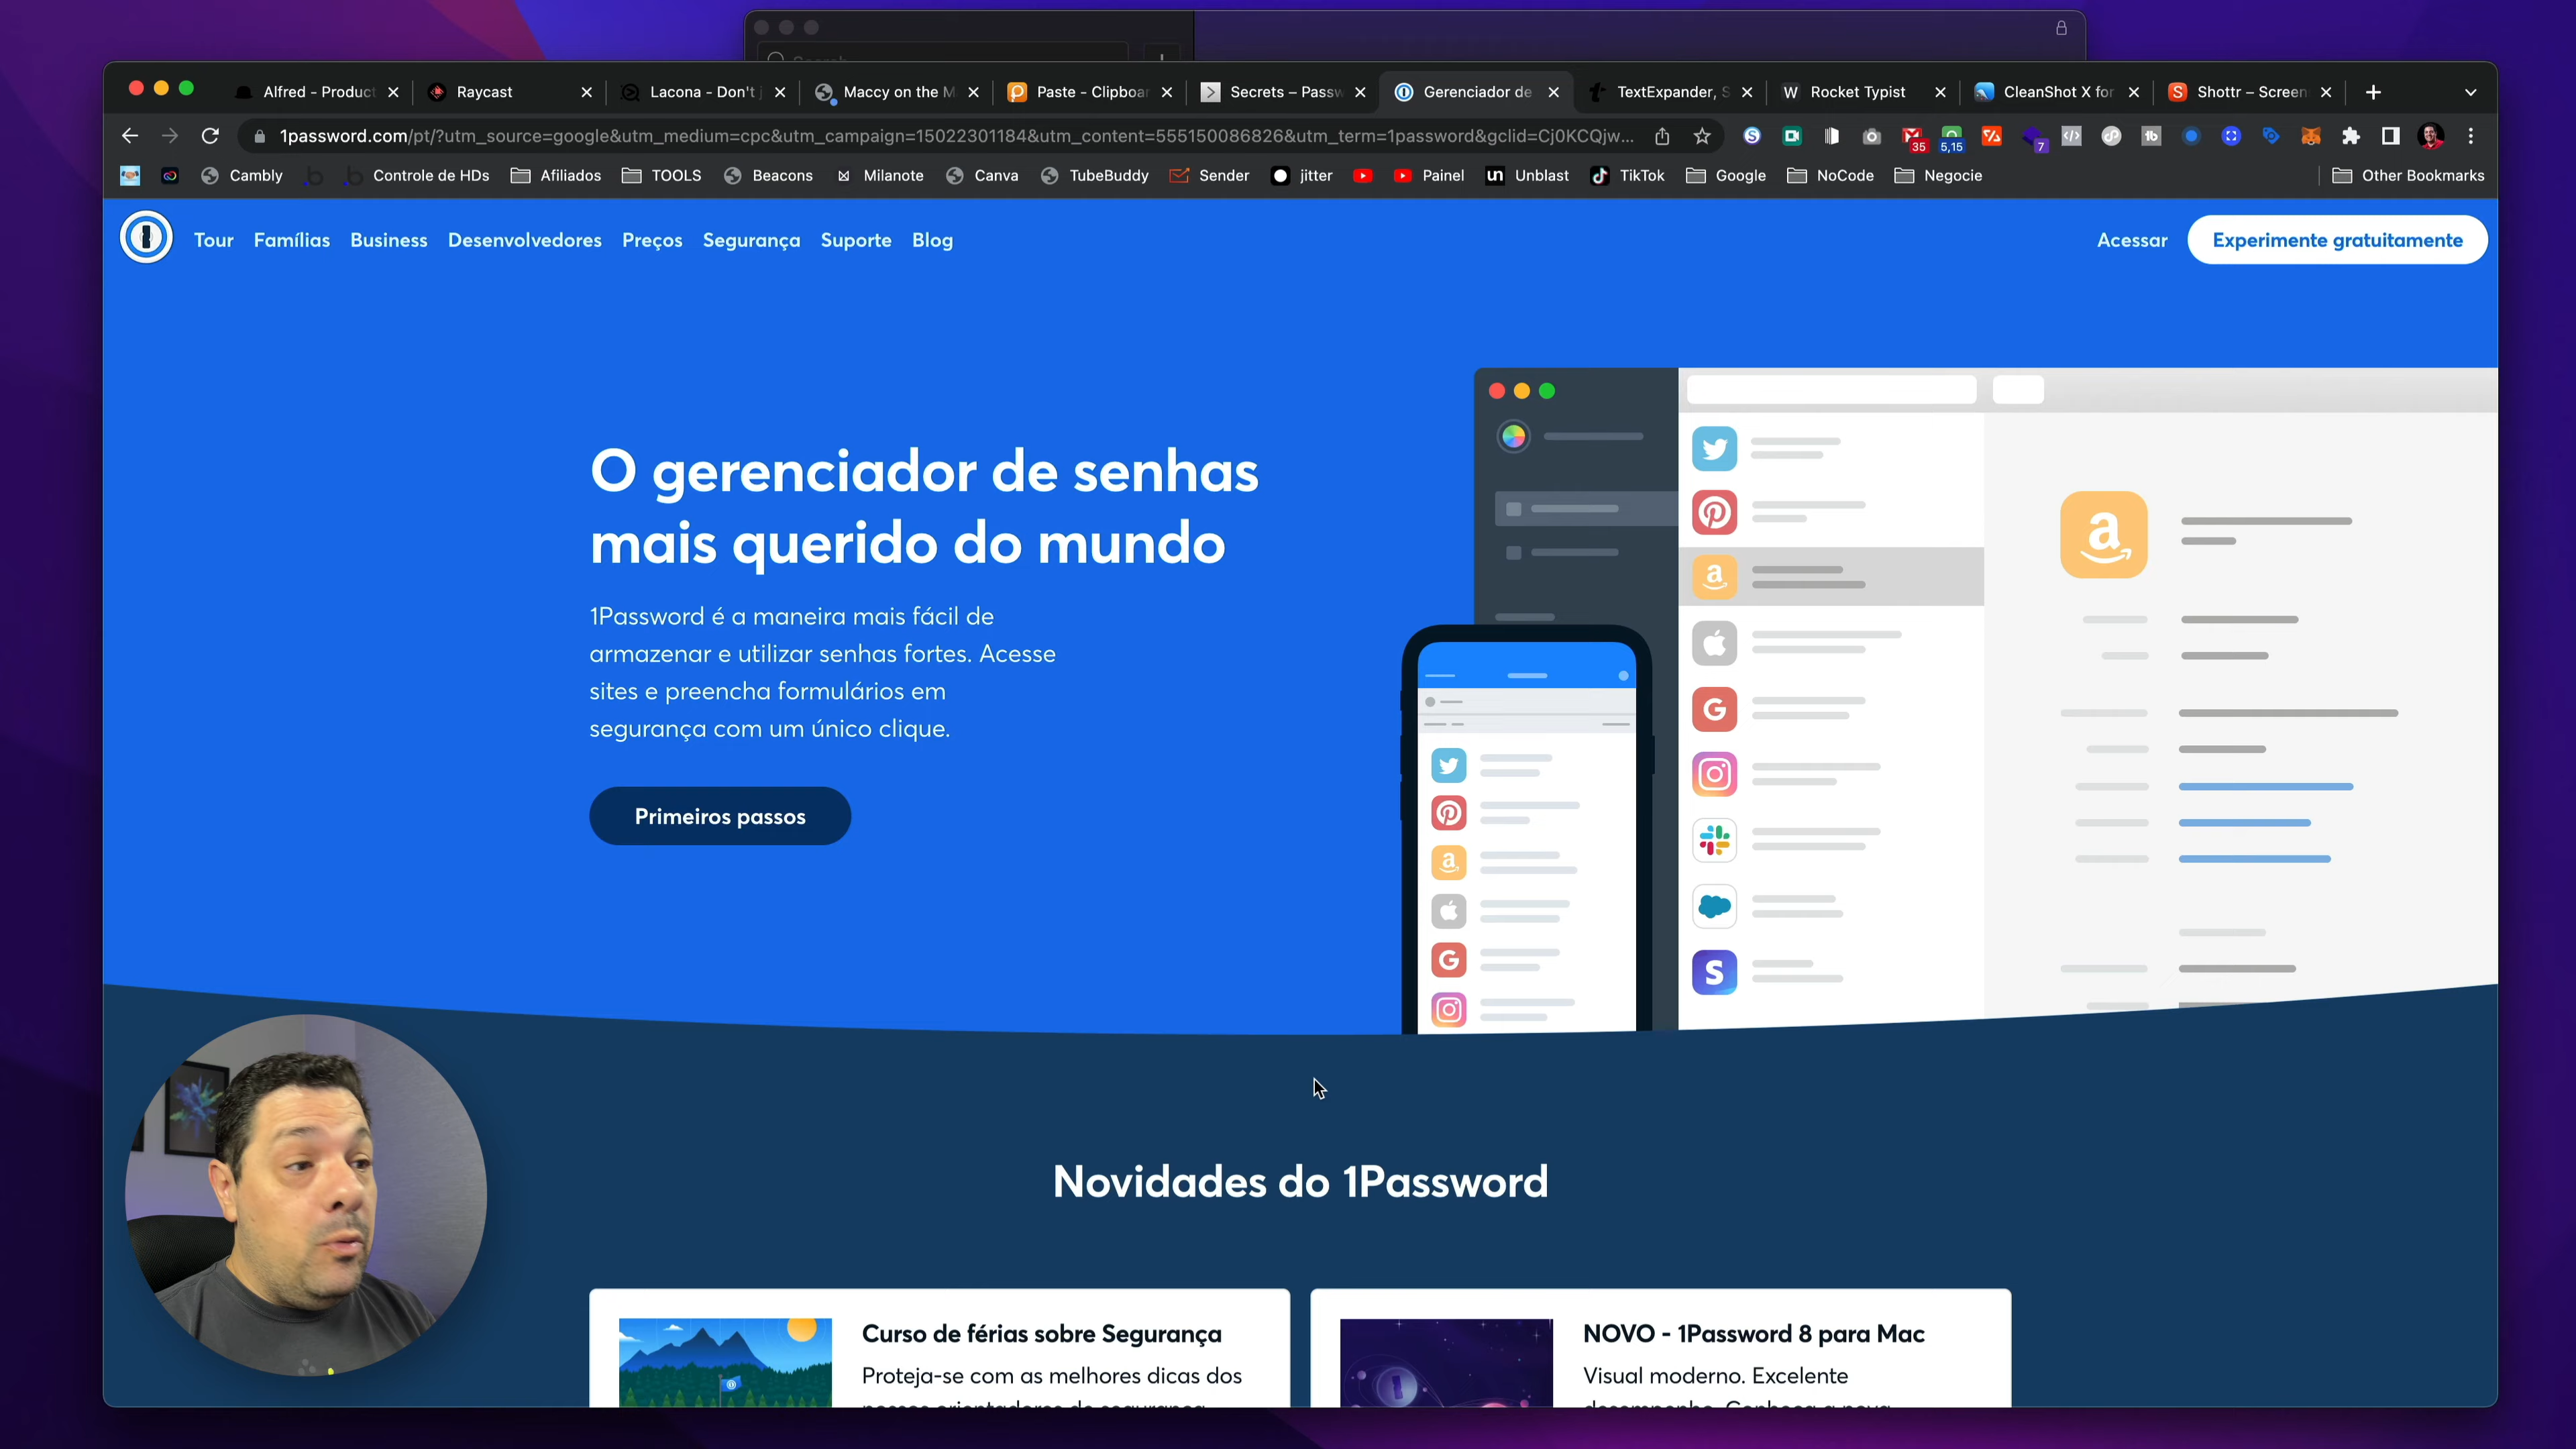 Search
Alfred - Product
Raycast
Lacona - Don't j
Maccy on the M
Paste - Clipboar
Secrets – Passw
Gerenciador de
TextExpander, S
Rocket Typist
CleanShot X for
Shottr – Screen
1password.com/pt/?utm_source=google&utm_medium=cpc&utm_campaign=15022301184&utm_content=555150086826&utm_term=1password&gclid=Cj0KCQjw...
35
5,15
7
Cambly
Controle de HDs
Afiliados
TOOLS
Beacons
Milanote
Canva
TubeBuddy
Sender
jitter
Painel
un Unblast
TikTok
Google
NoCode
Negocie
Other Bookmarks
Tour Famílias Business Desenvolvedores Preços Segurança Suporte Blog
Acessar
Experimente gratuitamente
O gerenciador de senhas
mais querido do mundo
1Password é a maneira mais fácil de
armazenar e utilizar senhas fortes. Acesse
sites e preencha formulários em
segurança com um único clique.
Primeiros passos
Novidades do 1Password
Curso de férias sobre Segurança
Proteja-se com as melhores dicas dos
NOVO - 1Password 8 para Mac
Visual moderno. Excelente